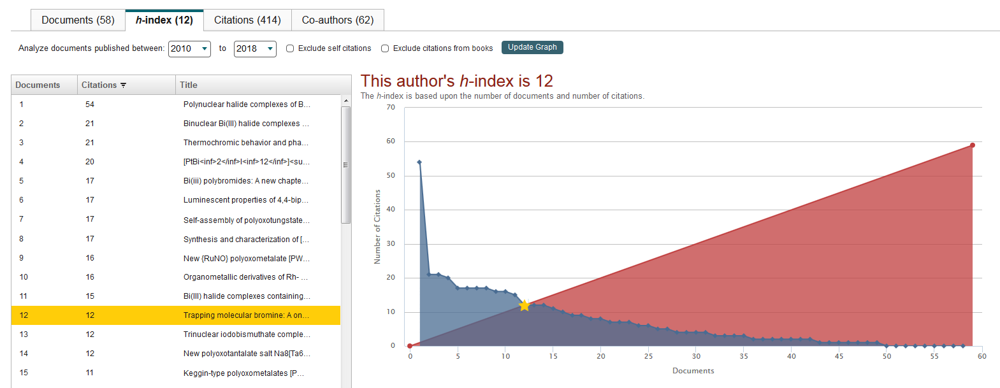 Documents (58) h-index (12) Citations (414) Co-authors (62)
Analyze documents published between: 2010 to 2018 Exclude self citations Exclude citations from books Update Graph
Documents Citations Title
1 54 Polynuclear halide complexes of B...
2 21 Binuclear Bi(III) halide complexes ...
3 21 Thermochromic behavior and pha...
4 20 [PtBi<inf>2</inf>I<inf>12</inf>]<su...
5 17 Bi(iii) polybromides: A new chapte...
6 17 Luminescent properties of 4,4-bip...
7 17 Self-assembly of polyoxotungstate...
8 17 Synthesis and characterization of [...
9 16 New {RuNO} polyoxometalate [PW...
10 16 Organometallic derivatives of Rh- ...
11 15 Bi(III) halide complexes containing...
12 12 Trapping molecular bromine: A on...
13 12 Trinuclear iodobismuthate comple...
14 12 New polyoxotantalate salt Na8[Ta6...
15 11 Keggin-type polyoxometalates [P...
This author's h-index is 12
The h-index is based upon the number of documents and number of citations.
70
60
50
40
30
20
10
0
Number of Citations
0 5 10 15 20 25 30 35 40 45 50 55 60
Documents